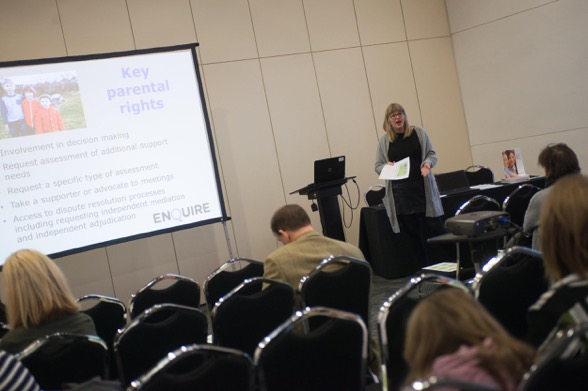 Key
parental
rights
Involvement in decision making
Request assessment of additional support
needs
Request a specific type of assessment
• Take a supporter or advocate to meetings
• Access to dispute resolution processes
including requesting independent mediation
and independent adjudication
ENQUIRE